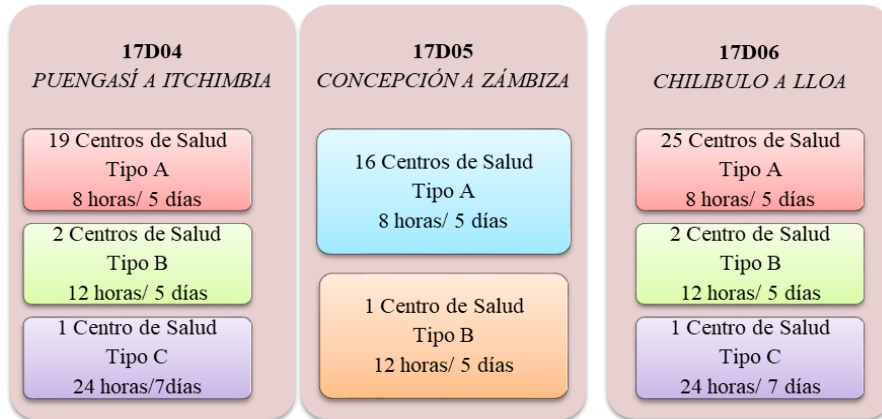 17D04
PUENGASÍ A ITCHIMBIA
19 Centros de Salud
Tipo A
8 horas/ 5 días
2 Centros de Salud
Tipo B
12 horas/ 5 días
1 Centro de Salud
Tipo C
24 horas/7días
17D05
CONCEPCIÓN A ZÁMBIZA
16 Centros de Salud
Tipo A
8 horas/ 5 días
1 Centro de Salud
Tipo B
12 horas/ 5 días
17D06
CHILIBULO A LLOA
25 Centros de Salud
Tipo A
8 horas/ 5 días
2 Centro de Salud
Tipo B
12 horas/ 5 días
1 Centro de Salud
Tipo C
24 horas/ 7 días